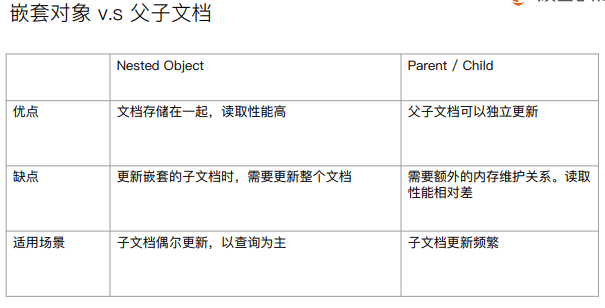 嵌套对象 v.s 父子文档
Nested Object
Parent / Child
优点
文档存储在一起，读取性能高
父子文档可以独立更新
缺点
更新嵌套的子文档时，需要更新整个文档
需要额外的内存维护关系。读取
性能相对差
适用场景
子文档偶尔更新，以查询为主
子文档更新频繁